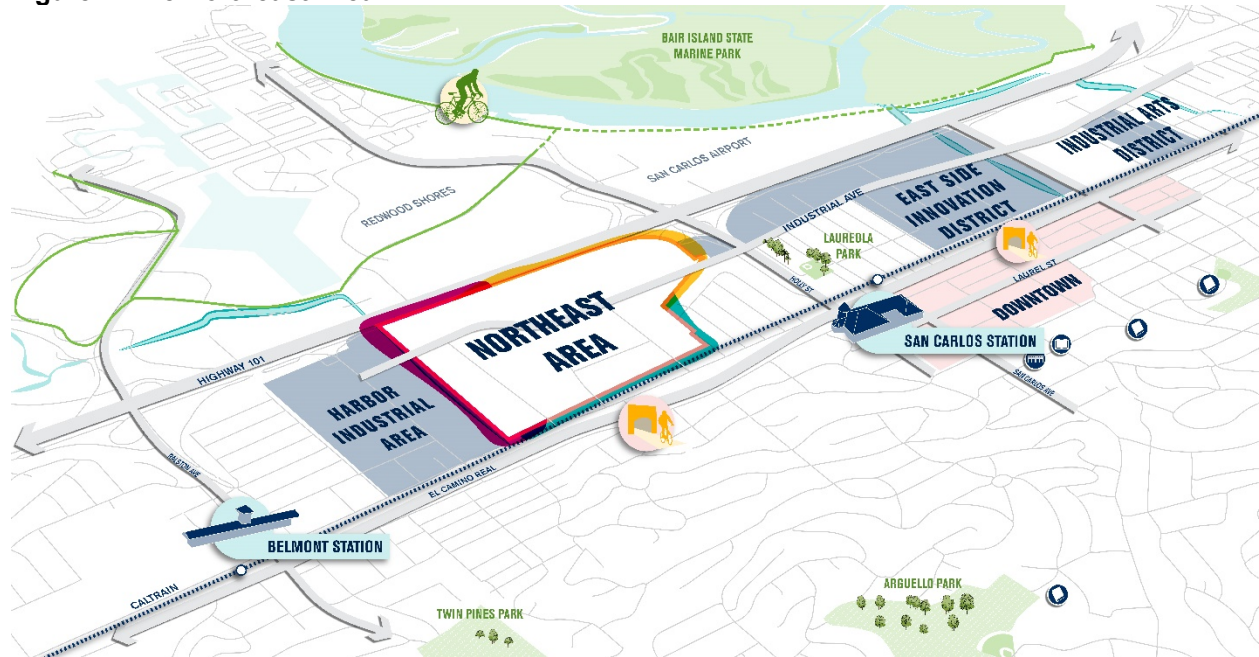 BAIR ISLAND STATE
MARINE PARK
INDUSTRIAL ARTS
DISTRICT
SAN CARLOS AIRPORT
REDWOOD SHORES
EAST SIDE
INNOVATION
DISTRICT
INDUSTRIAL AVE
LAUREOLA
PARK
HOLLY ST
LAUREL ST
DOWNTOWN
SAN CARLOS STATION
SAN CARLOS AVE
NORTHEAST
AREA
HIGHWAY 101
HARBOR
INDUSTRIAL
AREA
RALSTON AVE
EL CAMINO REAL
BELMONT STATION
CALTRAIN
TWIN PINES PARK
ARGUELLO PARK